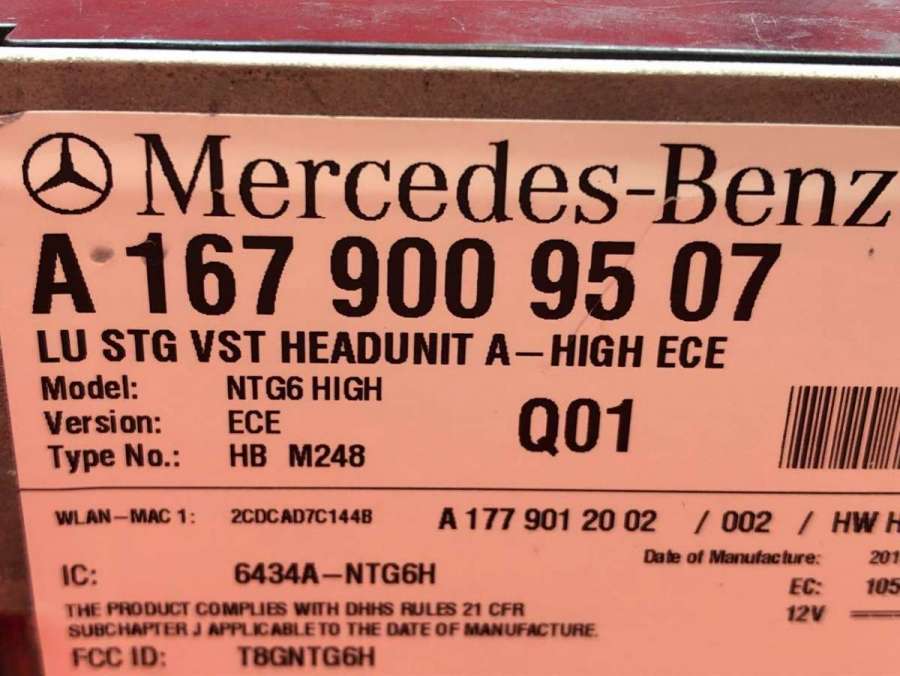 Mercedes-Benz
A 167 900 95 07
LU STG VST HEADUNIT A-HIGH ECE
Model: NTG6 HIGH
Version: ECE
Type No.: HB M248
Q01
WLAN-MAC 1: 2CDCAD7C144B
A 177 901 20 02 / 002 / HW H
Date of Manufacture: 201
IC: 6434A-NTG6H
EC: 105
THE PRODUCT COMPLIES WITH DHHS RULES 21 CFR
12V
SUBCHAPTER J APPLICABLE TO THE DATE OF MANUFACTURE.
FCC ID: T8GNTG6H